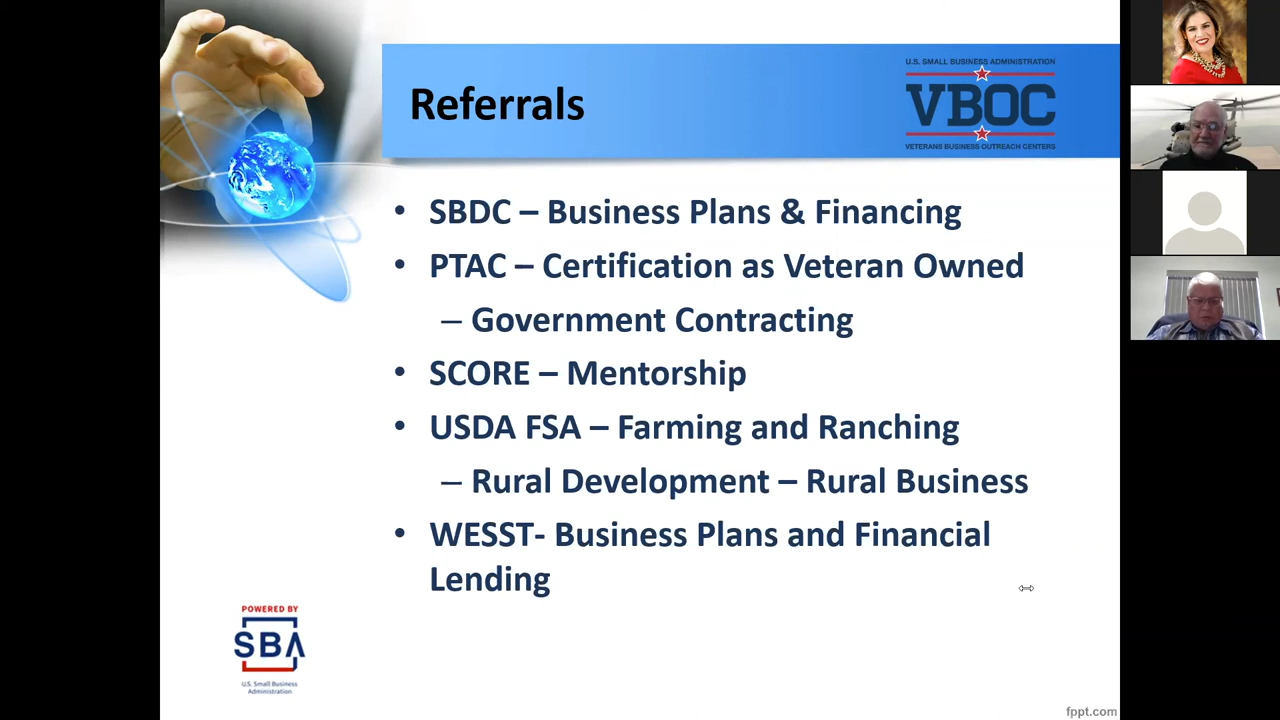 Referrals
U.S. SMALL BUSINESS ADMINISTRATION
VBOC
VETERANS BUSINESS OUTREACH CENTERS
• SBDC – Business Plans & Financing
• PTAC – Certification as Veteran Owned
– Government Contracting
• SCORE – Mentorship
• USDA FSA – Farming and Ranching
– Rural Development – Rural Business
• WESST- Business Plans and Financial
Lending
POWERED BY
SBA
U.S. Small Business
Administration
fppt.com